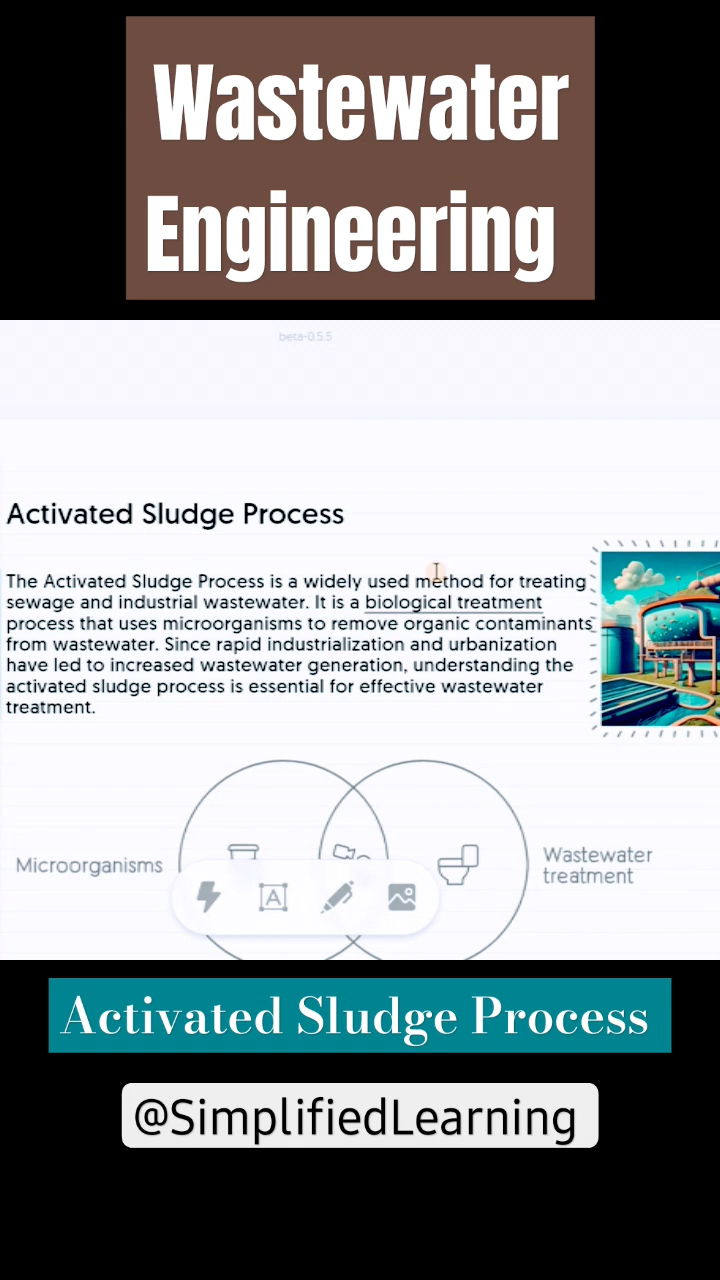 Wastewater
Engineering
beta-0.5.5
Activated Sludge Process
The Activated Sludge Process is a widely used method for treating
sewage and industrial wastewater. It is a biological treatment
process that uses microorganisms to remove organic contaminants
from wastewater. Since rapid industrialization and urbanization
have led to increased wastewater generation, understanding the
activated sludge process is essential for effective wastewater
treatment.
Microorganisms
Wastewater
treatment
A
Activated Sludge Process
@SimplifiedLearning